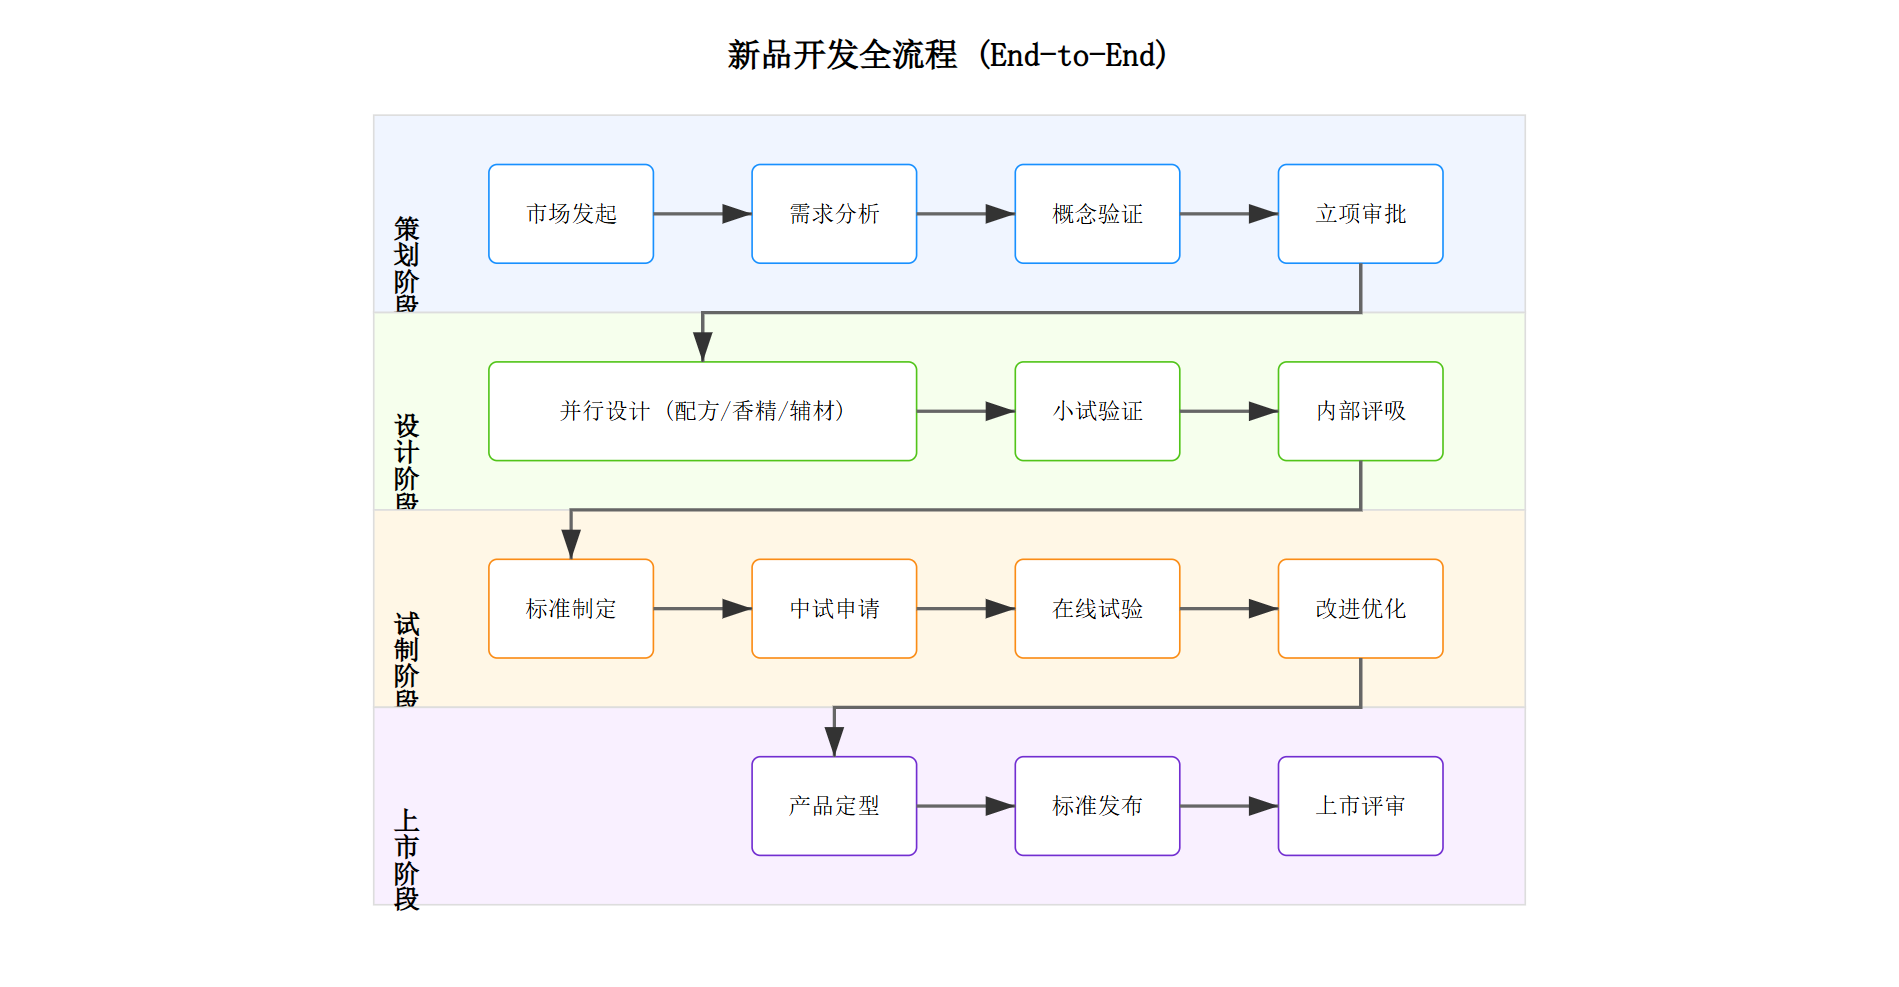 新品开发全流程 (End-to-End)
策划阶段
市场发起
需求分析
概念验证
立项审批
设计阶段
并行设计 (配方/香精/辅材)
小试验证
内部评吸
试制阶段
标准制定
中试申请
在线试验
改进优化
上市阶段
产品定型
标准发布
上市评审